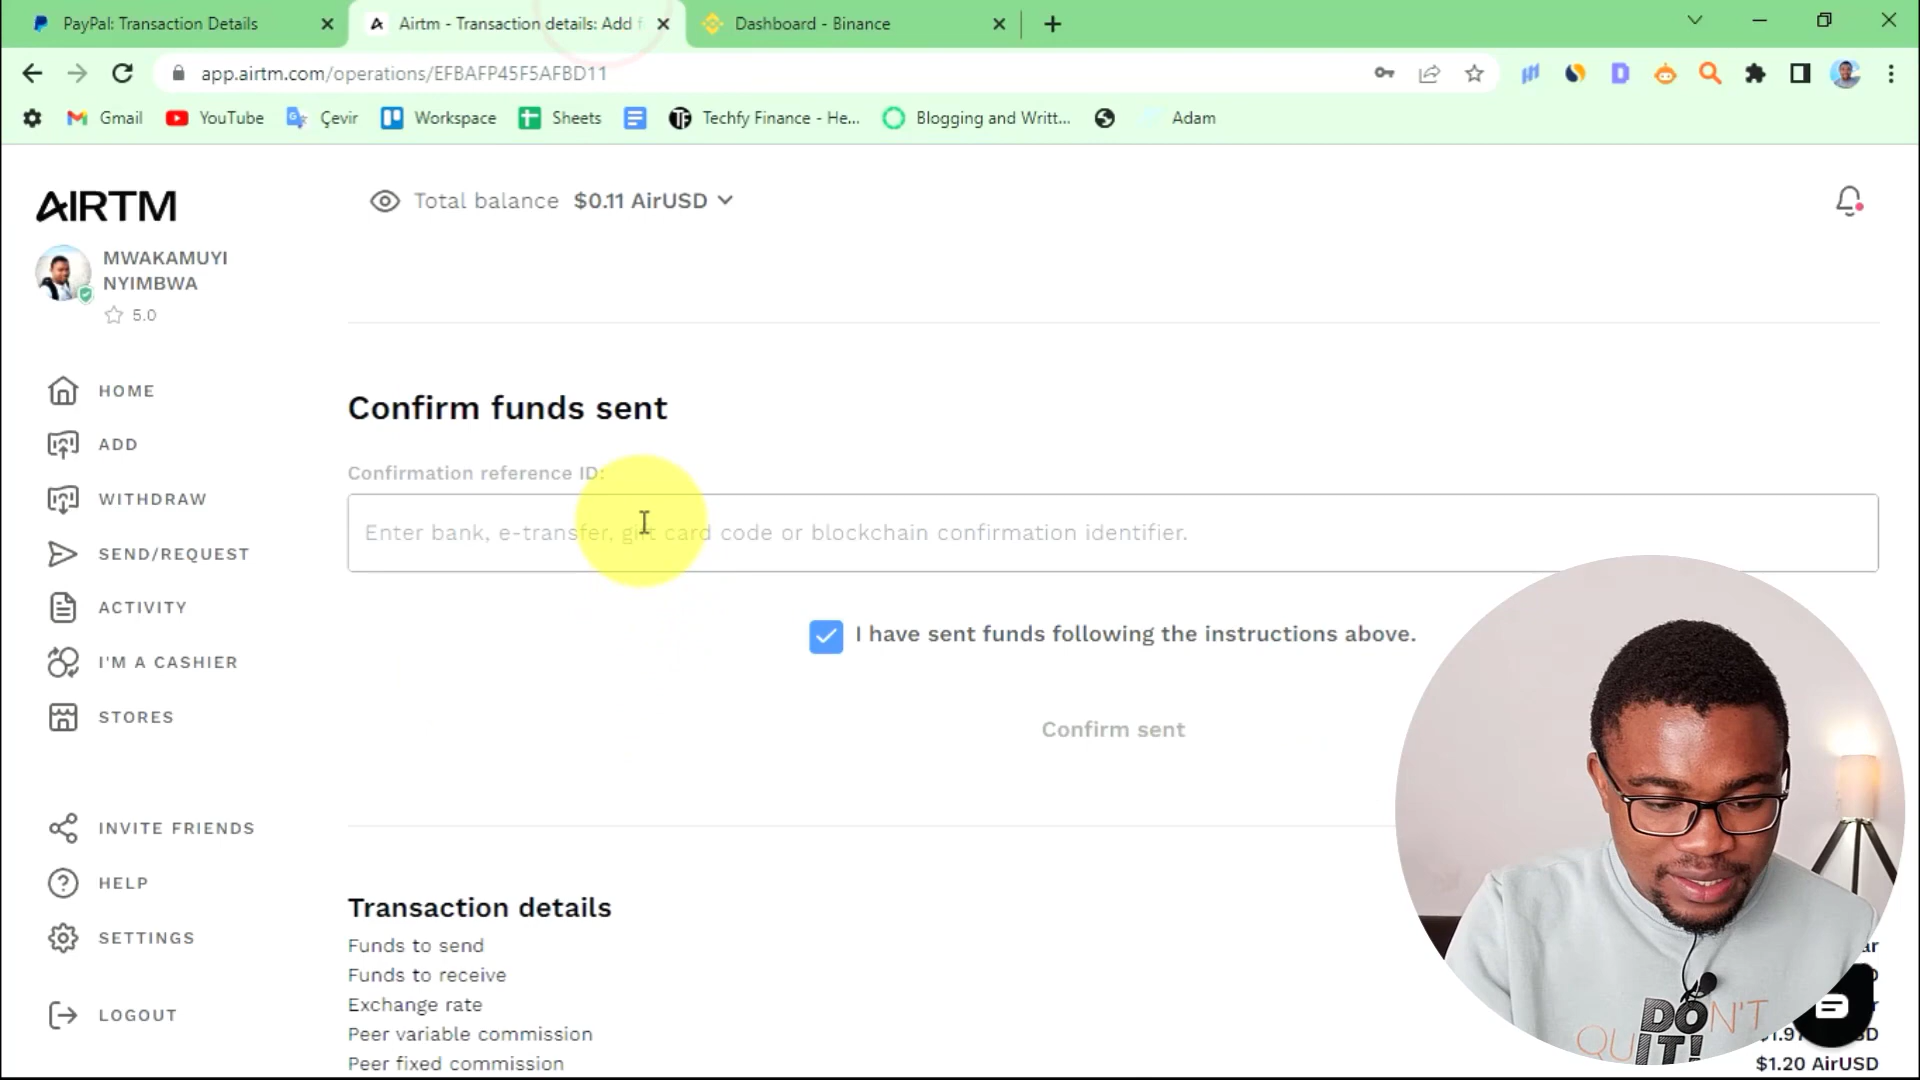 PayPal: Transaction Details
Airtm - Transaction details: Add f
Dashboard - Binance
app.airtm.com/operations/EFBAFP45F5AFBD11
Gmail
YouTube
Çevir
Workspace
Sheets
Techfy Finance - He...
Blogging and Writt...
Adam
AIRTM
Total balance $0.11 AirUSD
MWAKAMUYI
NYIMBWA
5.0
HOME
ADD
WITHDRAW
SEND/REQUEST
ACTIVITY
I'M A CASHIER
STORES
INVITE FRIENDS
HELP
SETTINGS
LOGOUT
Confirm funds sent
Confirmation reference ID:
Enter bank, e-transfer, gift card code or blockchain confirmation identifier.
I have sent funds following the instructions above.
Confirm sent
Transaction details
Funds to send
Funds to receive
Exchange rate
Peer variable commission
Peer fixed commission
$1.20 AirUSD
DON'T
QUIT!